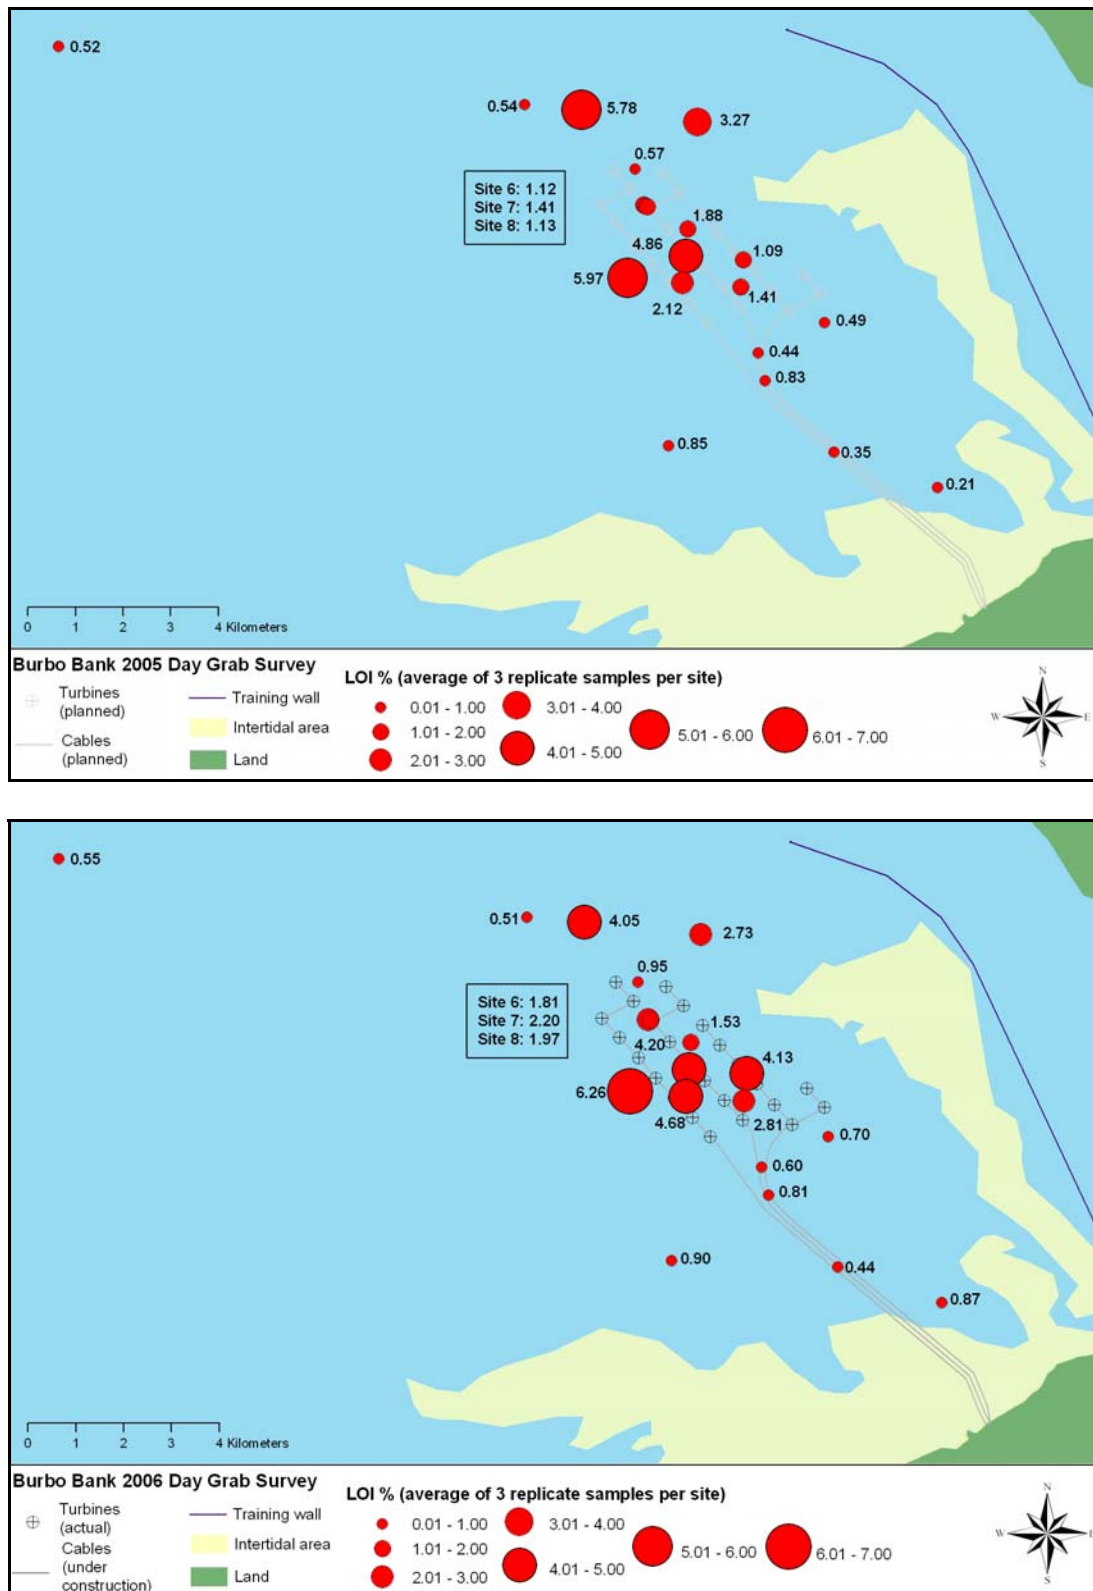 0.52
0.54
5.78
3.27
0.57
Site 6: 1.12
Site 7: 1.41
Site 8: 1.13
1.88
4.86
1.09
5.97
1.41
2.12
0.49
0.44
0.83
0.85
0.35
0.21
0 1 2 3 4 Kilometers
Burbo Bank 2005 Day Grab Survey
Turbines
(planned)
Cables
(planned)
Training wall
Intertidal area
Land
LOI % (average of 3 replicate samples per site)
0.01 - 1.00
1.01 - 2.00
2.01 - 3.00
3.01 - 4.00
4.01 - 5.00
5.01 - 6.00
6.01 - 7.00
N
W
E
S
0.55
0.51
4.05
2.73
0.95
Site 6: 1.81
Site 7: 2.20
Site 8: 1.97
1.53
4.20
4.13
6.26
4.68
2.81
0.70
0.60
0.81
0.90
0.44
0.87
0 1 2 3 4 Kilometers
Burbo Bank 2006 Day Grab Survey
Turbines
(actual)
Cables
(under
construction)
Training wall
Intertidal area
Land
LOI % (average of 3 replicate samples per site)
0.01 - 1.00
1.01 - 2.00
2.01 - 3.00
3.01 - 4.00
4.01 - 5.00
5.01 - 6.00
6.01 - 7.00
N
W
E
S